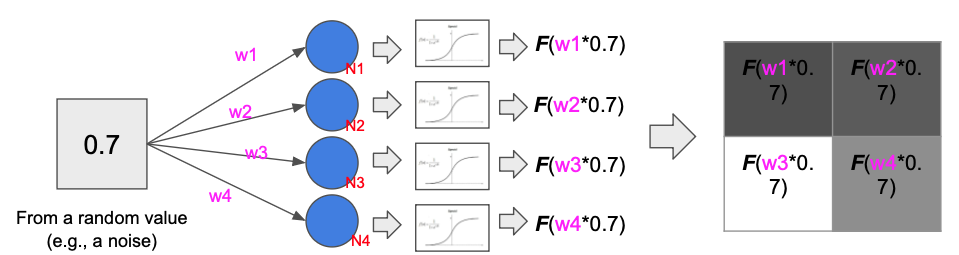 0.7
From a random value
(e.g., a noise)
w1
w2
w3
w4
N1
N2
N3
N4
F(w1*0.7)
F(w2*0.7)
F(w3*0.7)
F(w4*0.7)
F(w1*0.
7)
F(w2*0.
7)
F(w3*0.
7)
F(w4*0.
7)